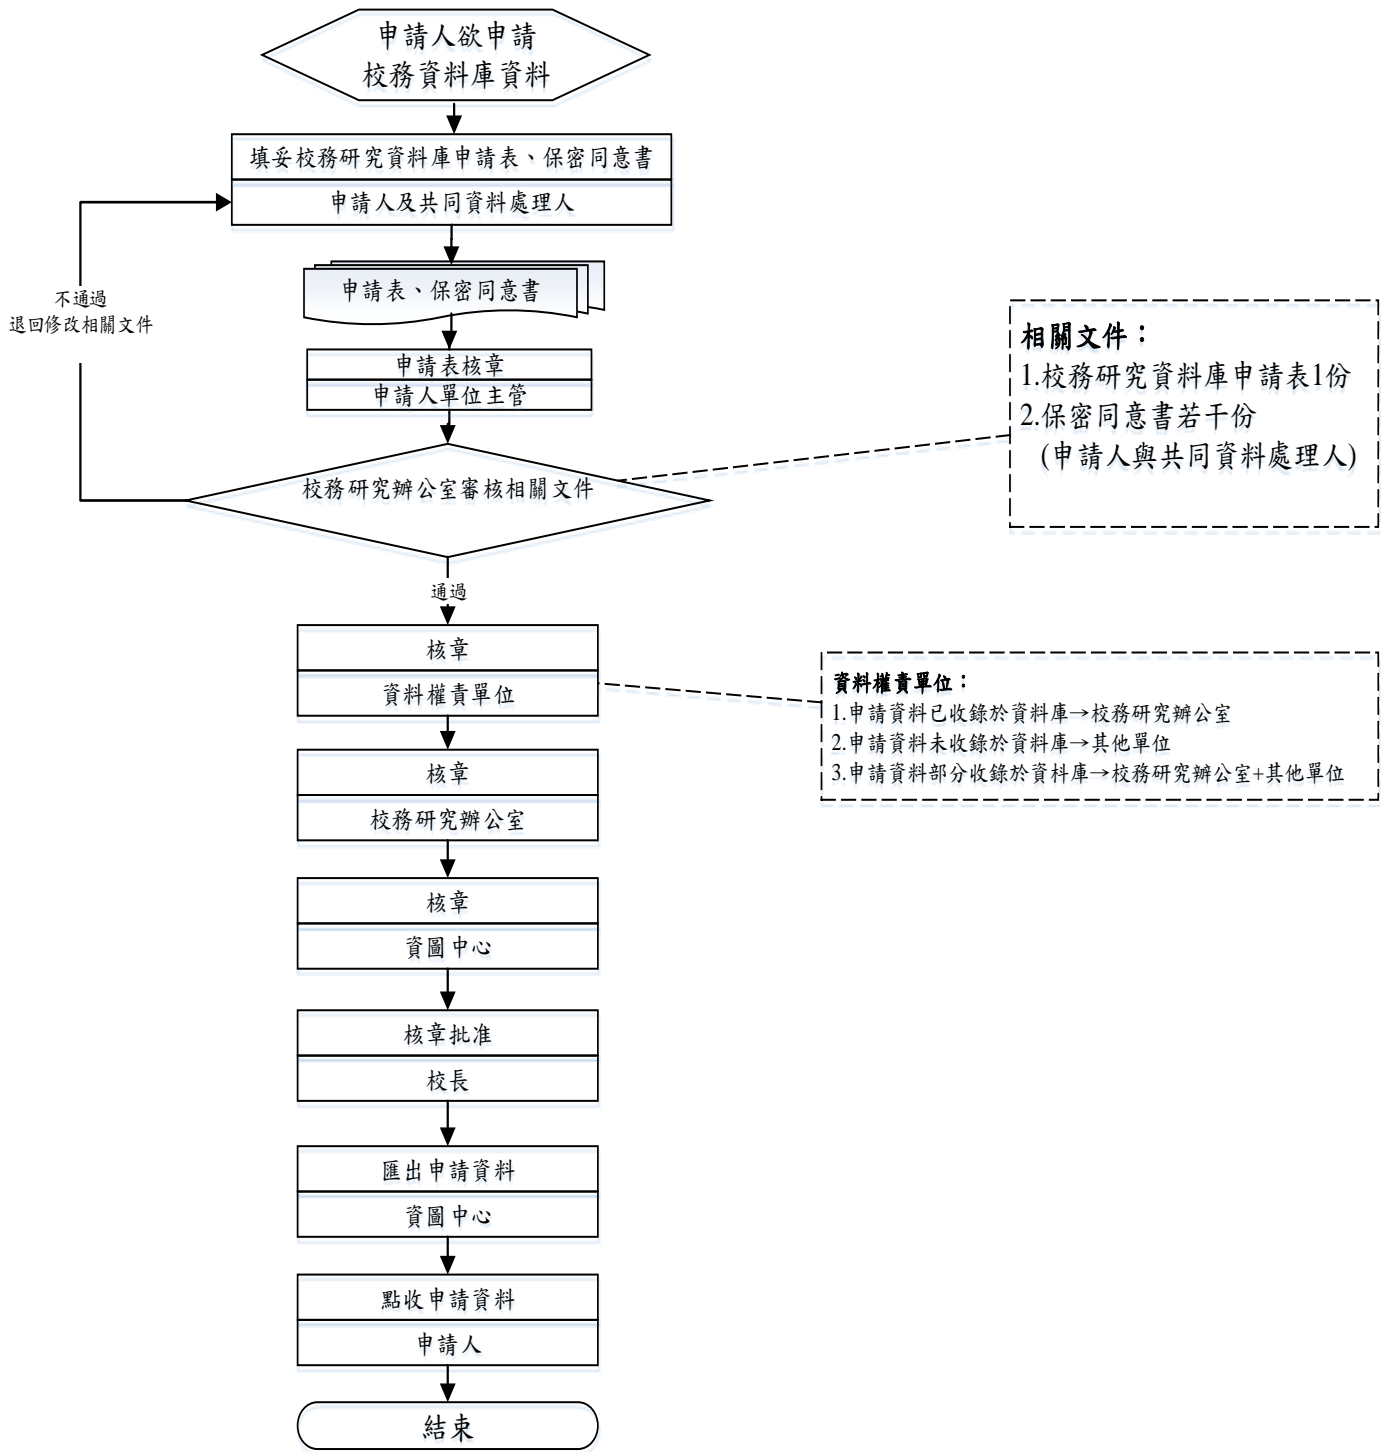 申請人欲申請
校務資料庫資料
填妥校務研究資料庫申請表、保密同意書
申請人及共同資料處理人
申請表、保密同意書
不通過
退回修改相關文件
申請表核章
申請人單位主管
相關文件：
1.校務研究資料庫申請表1份
2.保密同意書若干份
(申請人與共同資料處理人)
校務研究辦公室審核相關文件
通過
核章
資料權責單位
資料權責單位：
1.申請資料已收錄於資料庫→校務研究辦公室
2.申請資料未收錄於資料庫→其他單位
3.申請資料部分收錄於資料庫→校務研究辦公室+其他單位
核章
校務研究辦公室
核章
資圖中心
核章批准
校長
匯出申請資料
資圖中心
點收申請資料
申請人
結束